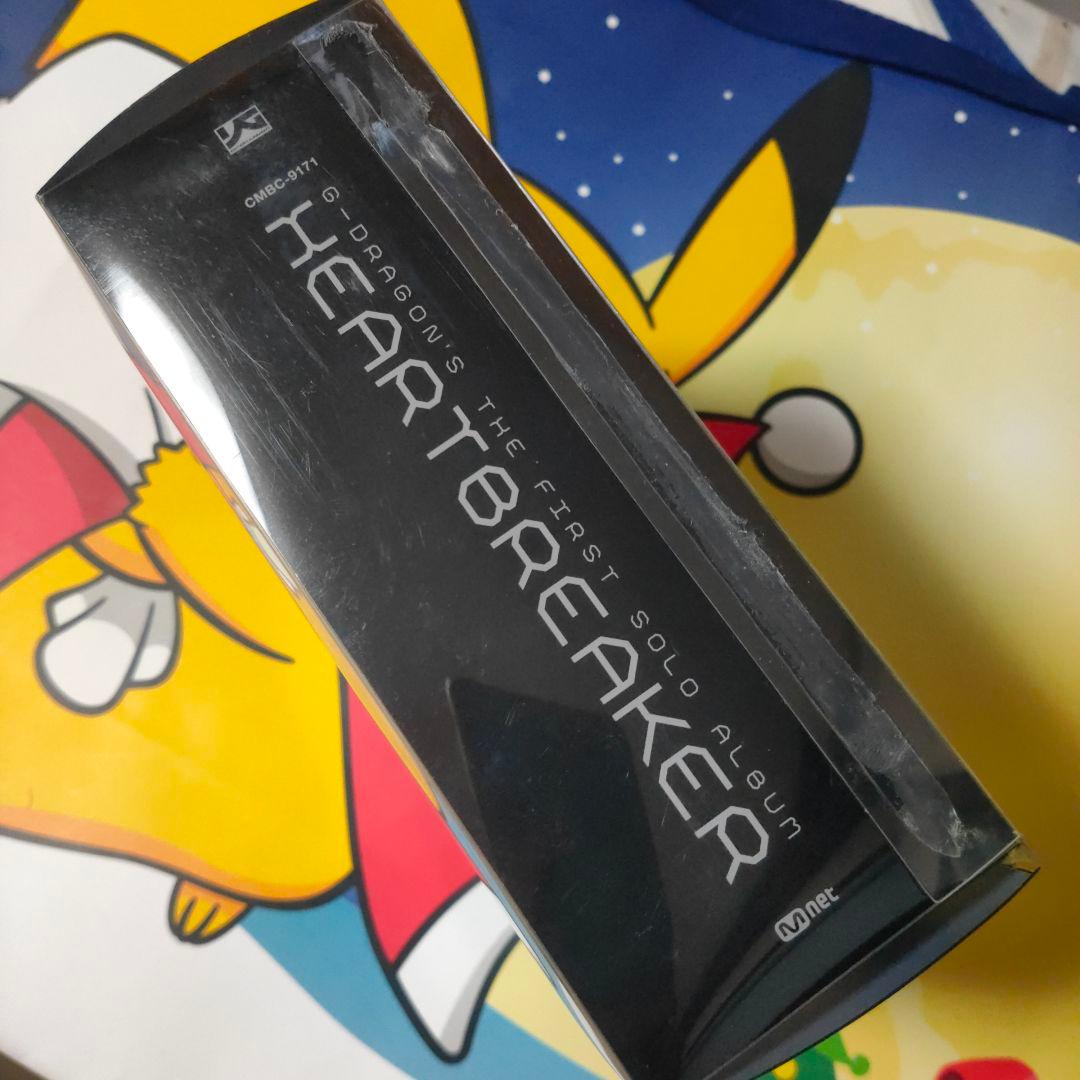 CMBC-9171
G-DRAGON'S THE FIRST SOLO ALBUM
HEARTBREAKER
Mnet